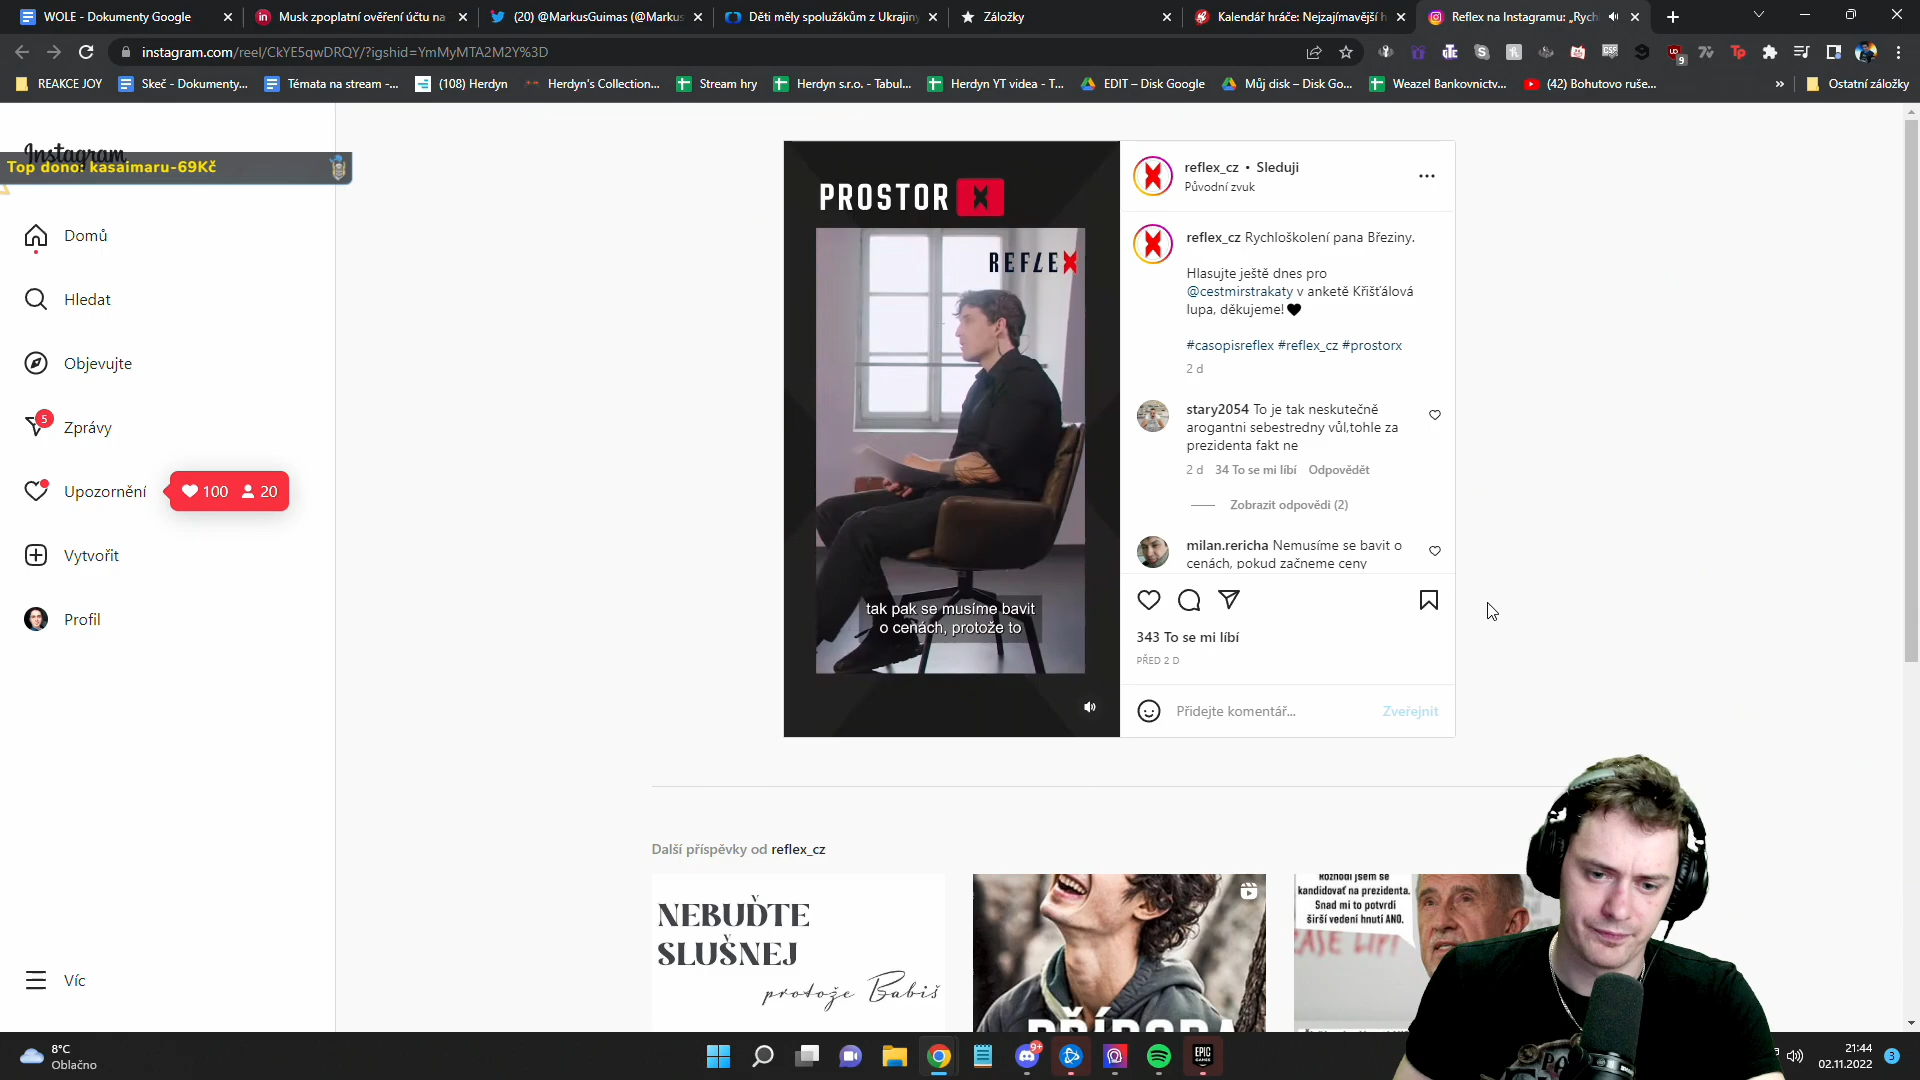 WOLE - Dokumenty Google
Musk zpoplatní ověření účtu na
(20) @MarkusGuimas (@Markus
Děti měly spolužákům z Ukrajiny
Záložky
Kalendář hráče: Nejzajímavější h
Reflex na Instagramu: „Rych
instagram.com/reel/CkYE5qwDRQY/?igshid=YmMyMTA2M2Y%3D
9
REAKCE JOY
Skeč - Dokumenty...
Témata na stream -...
(108) Herdyn
Herdyn's Collection...
Stream hry
Herdyn s.r.o. - Tabul...
Herdyn YT videa - T...
EDIT – Disk Google
Můj disk – Disk Go...
Weazel Bankovnictv...
(42) Bohutovo ruše...
»
Ostatní záložky
Instagram
Top dono: kasaimaru-69Kč
Domů
Hledat
Objevujte
5
Zprávy
Upozornění
100 20
Vytvořit
Profil
Víc
PROSTOR X
REFLEX
tak pak se musíme bavit
o cenách, protože to
reflex_cz • Sleduji
Původní zvuk
reflex_cz Rychloškolení pana Březiny.
Hlasujte ještě dnes pro
@cestmirstrakaty v anketě Křišťálová
lupa, děkujeme!🖤
#casopisreflex #reflex_cz #prostorx
2 d
stary2054 To je tak neskutečně
arogantni sebestredny vůl,tohle za
prezidenta fakt ne
2 d 34 To se mi líbí Odpovědět
Zobrazit odpovědi (2)
milan.rericha Nemusíme se bavit o
cenách, pokud začneme ceny
343 To se mi líbí
PŘED 2 D
Přidejte komentář...
Zveřejnit
Další příspěvky od reflex_cz
NEBUĎTE
SLUŠNEJ
protože Babiš
PŘÍRODA
Rozhodl jsem se
kandidovat na prezidenta.
Snad mi to potvrdí
širší vedení hnutí ANO.
8°C
Oblačno
9+
EPIC
GAMES
21:44
02.11.2022
3